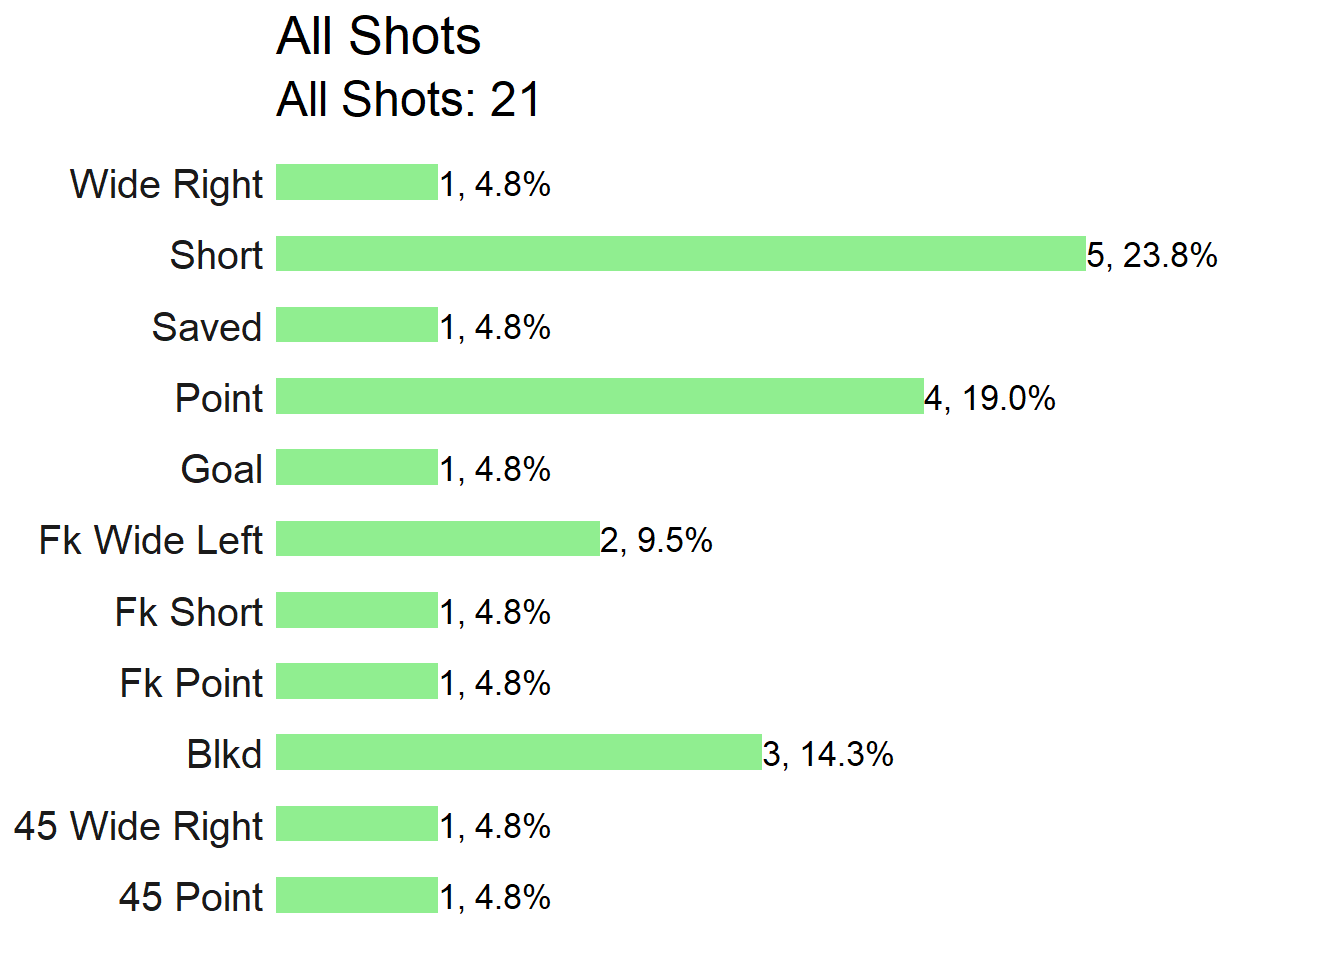 All Shots
All Shots: 21
Wide Right 1, 4.8%
Short 5, 23.8%
Saved 1, 4.8%
Point 4, 19.0%
Goal 1, 4.8%
Fk Wide Left 2, 9.5%
Fk Short 1, 4.8%
Fk Point 1, 4.8%
Blkd 3, 14.3%
45 Wide Right 1, 4.8%
45 Point 1, 4.8%